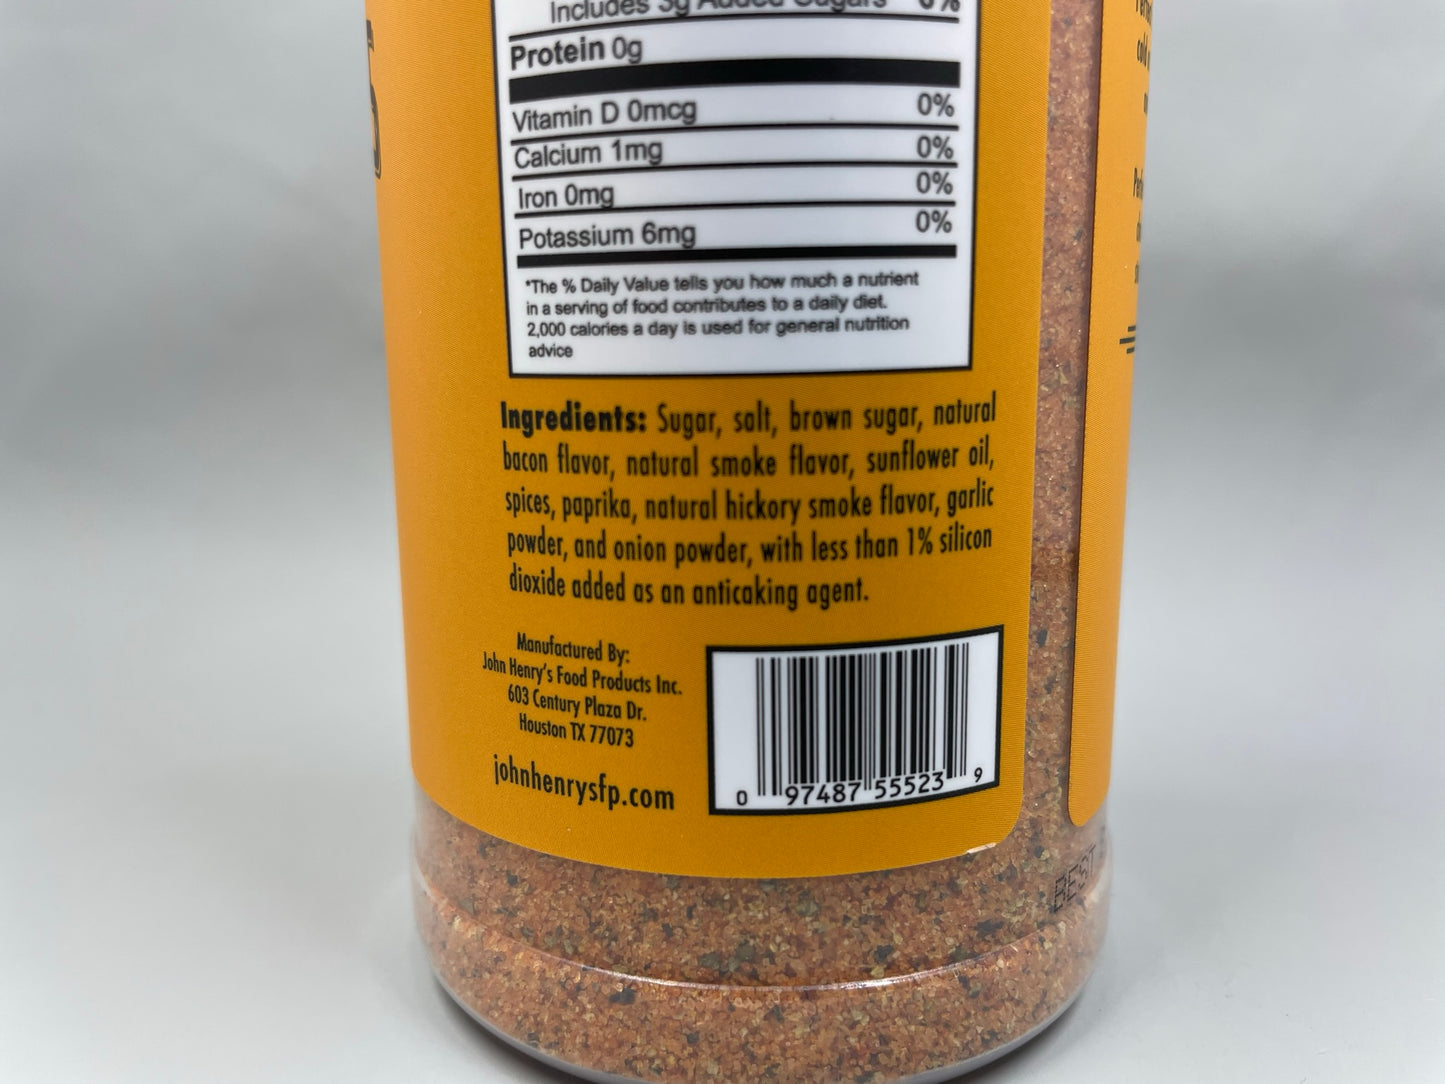 Includes 3g Added Sugars 6%
Protein 0g
Vitamin D 0mcg 0%
Calcium 1mg 0%
Iron 0mg 0%
Potassium 6mg 0%
*The % Daily Value tells you how much a nutrient
in a serving of food contributes to a daily diet.
2,000 calories a day is used for general nutrition
advice
Ingredients: Sugar, salt, brown sugar, natural
bacon flavor, natural smoke flavor, sunflower oil,
spices, paprika, natural hickory smoke flavor, garlic
powder, and onion powder, with less than 1% silicon
dioxide added as an anticaking agent.
Manufactured By:
John Henry's Food Products Inc.
603 Century Plaza Dr.
Houston TX 77073
johnhenrysfp.com
0 97487 55523 9
BEST